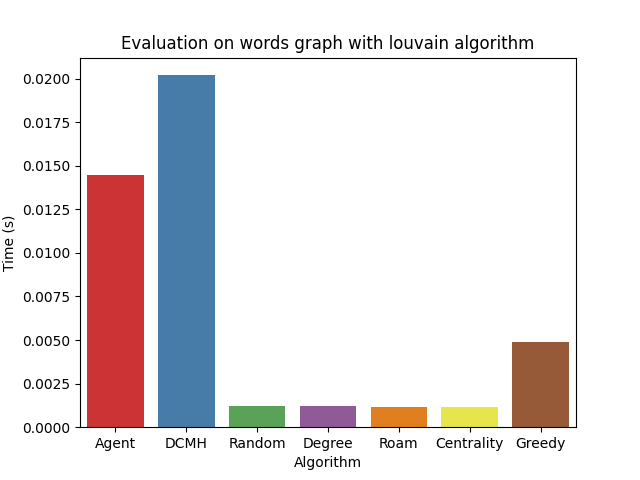 Evaluation on words graph with louvain algorithm
Time (s)
0.0200
0.0175
0.0150
0.0125
0.0100
0.0075
0.0050
0.0025
0.0000
Agent DCMH Random Degree Roam Centrality Greedy
Algorithm